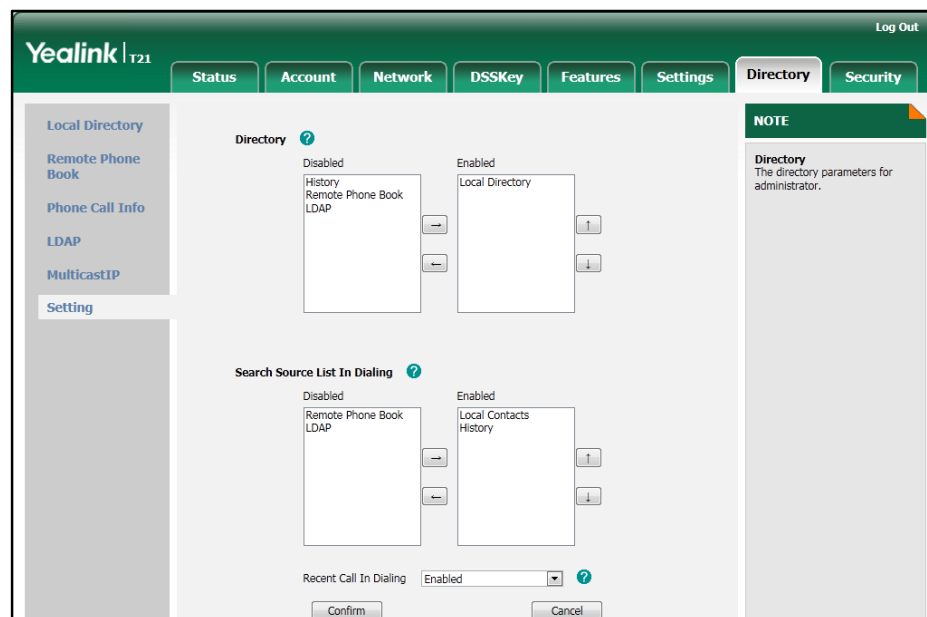 Log Out
Yealink | T21
Status Account Network DSSKey Features Settings Directory Security
Local Directory
Remote Phone
Book
Phone Call Info
LDAP
MulticastIP
Setting
Directory ?
Disabled Enabled
History
Remote Phone Book
LDAP
Local Directory
→
←
↑
↓
Search Source List In Dialing ?
Disabled Enabled
Remote Phone Book
LDAP
Local Contacts
History
→
←
↑
↓
Recent Call In Dialing Enabled ?
Confirm Cancel
NOTE
Directory
The directory parameters for
administrator.